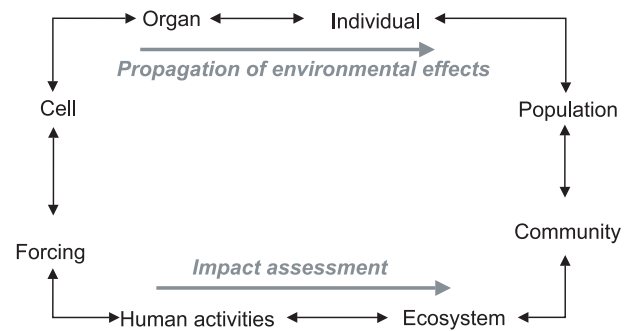 Organ
Individual
Propagation of environmental effects
Cell
Population
Forcing
Community
Impact assessment
Human activities
Ecosystem